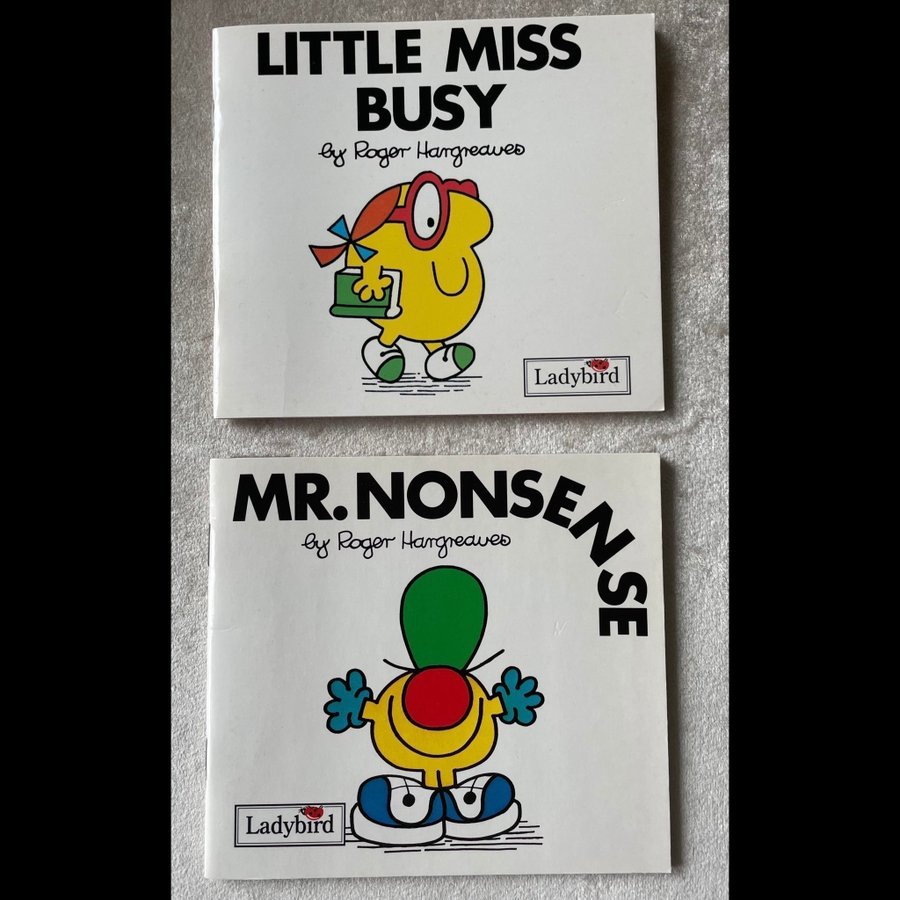 LITTLE MISS
BUSY
by Roger Hargreaves
Ladybird
MR. NONSENSE
by Roger Hargreaves
Ladybird